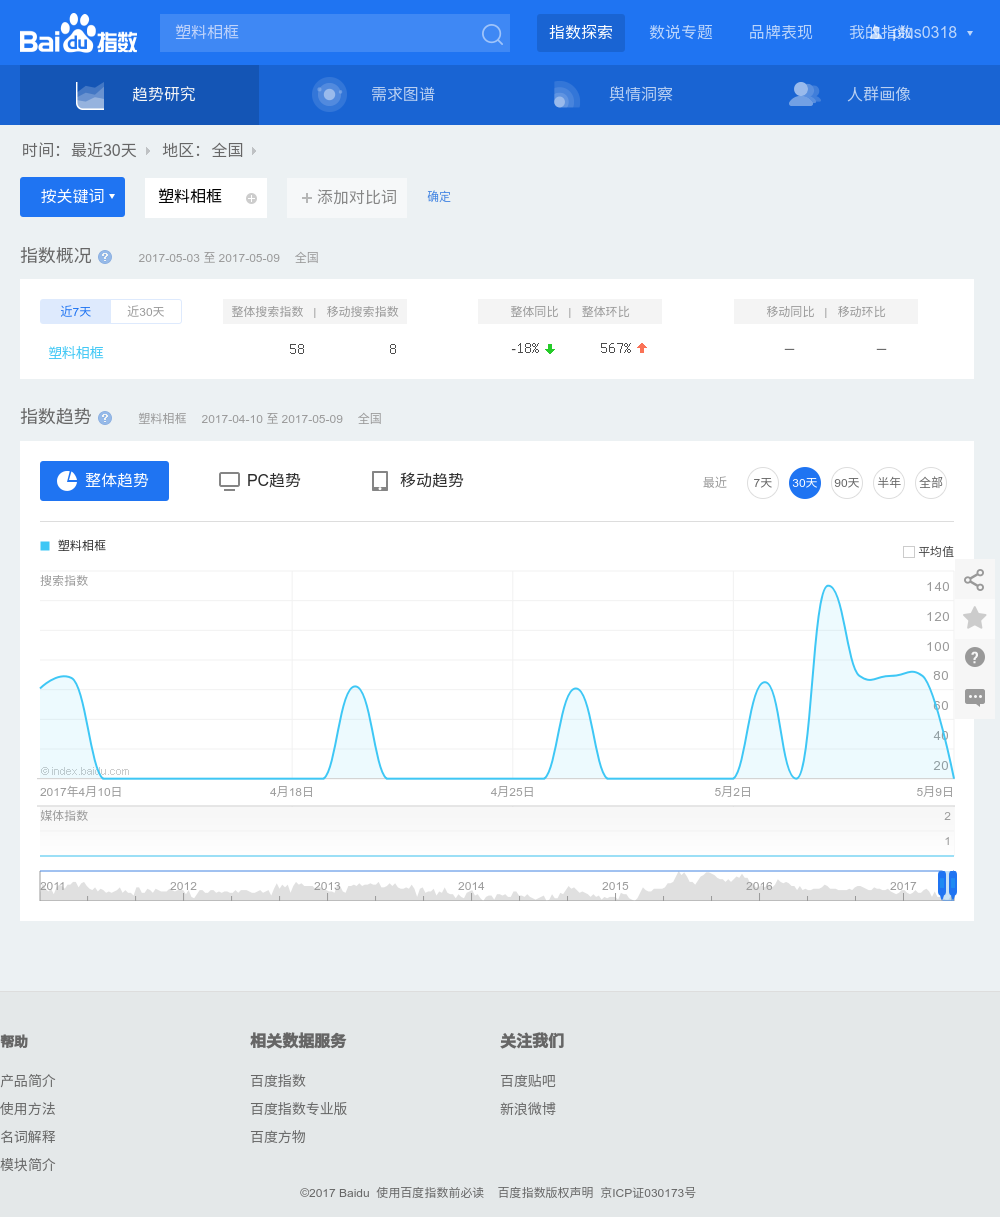 Bai du 指数
塑料相框
指数探索 数说专题 品牌表现 我的指数
趋势研究 需求图谱 舆情洞察 人群画像
时间： 最近30天 地区： 全国
按关键词 塑料相框 + 添加对比词 确定
指数概况 ? 2017-05-03 至 2017-05-09 全国
近7天 近30天 整体搜索指数 | 移动搜索指数 整体同比 | 整体环比 移动同比 | 移动环比
塑料相框 58 8 -18% 567% — —
指数趋势 ? 塑料相框 2017-04-10 至 2017-05-09 全国
整体趋势 PC趋势 移动趋势 最近 7天 30天 90天 半年 全部
塑料相框
平均值
搜索指数
140
120
100
80
60
40
20
©index.baidu.com
2017年4月10日 4月18日 4月25日 5月2日 5月9日
媒体指数 2
1
2011 2012 2013 2014 2015 2016 2017
帮助 相关数据服务 关注我们
产品简介 百度指数 百度贴吧
使用方法 百度指数专业版 新浪微博
名词解释 百度方物
模块简介
©2017 Baidu 使用百度指数前必读 百度指数版权声明 京ICP证030173号